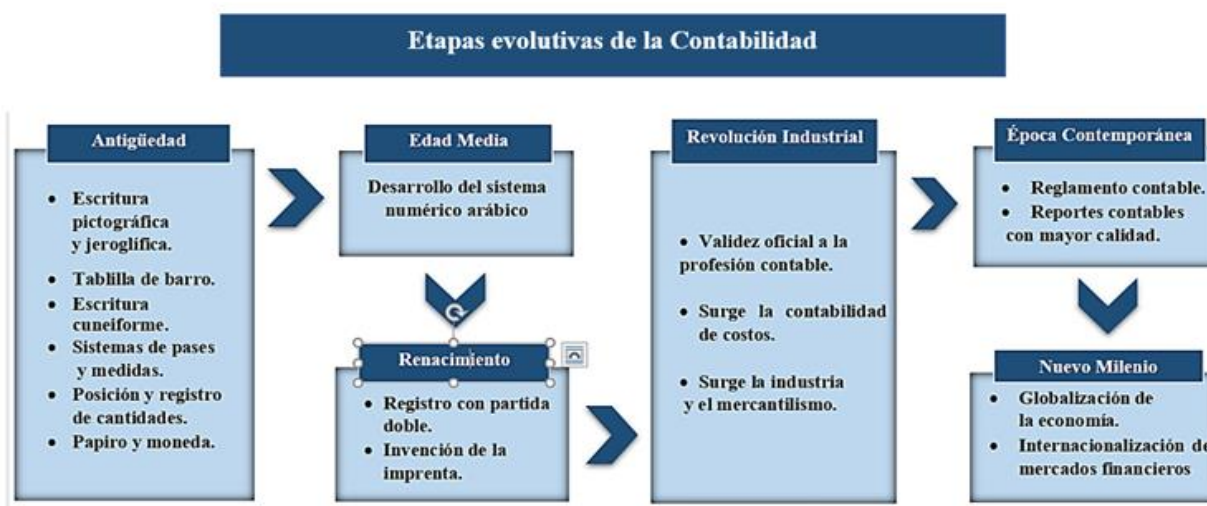 Etapas evolutivas de la Contabilidad
Antigüedad
• Escritura
pictográfica
y jeroglífica.
• Tablilla de barro.
• Escritura
cuneiforme.
• Sistemas de pases
y medidas.
• Posición y registro
de cantidades.
• Papiro y moneda.
Edad Media
Desarrollo del sistema
numérico arábico
Renacimiento
• Registro con partida
doble.
• Invención de la
imprenta.
Revolución Industrial
• Validez oficial a la
profesión contable.
• Surge la contabilidad
de costos.
• Surge la industria
y el mercantilismo.
Época Contemporánea
• Reglamento contable.
• Reportes contables
con mayor calidad.
Nuevo Milenio
• Globalización de
la economía.
• Internacionalización de
mercados financieros